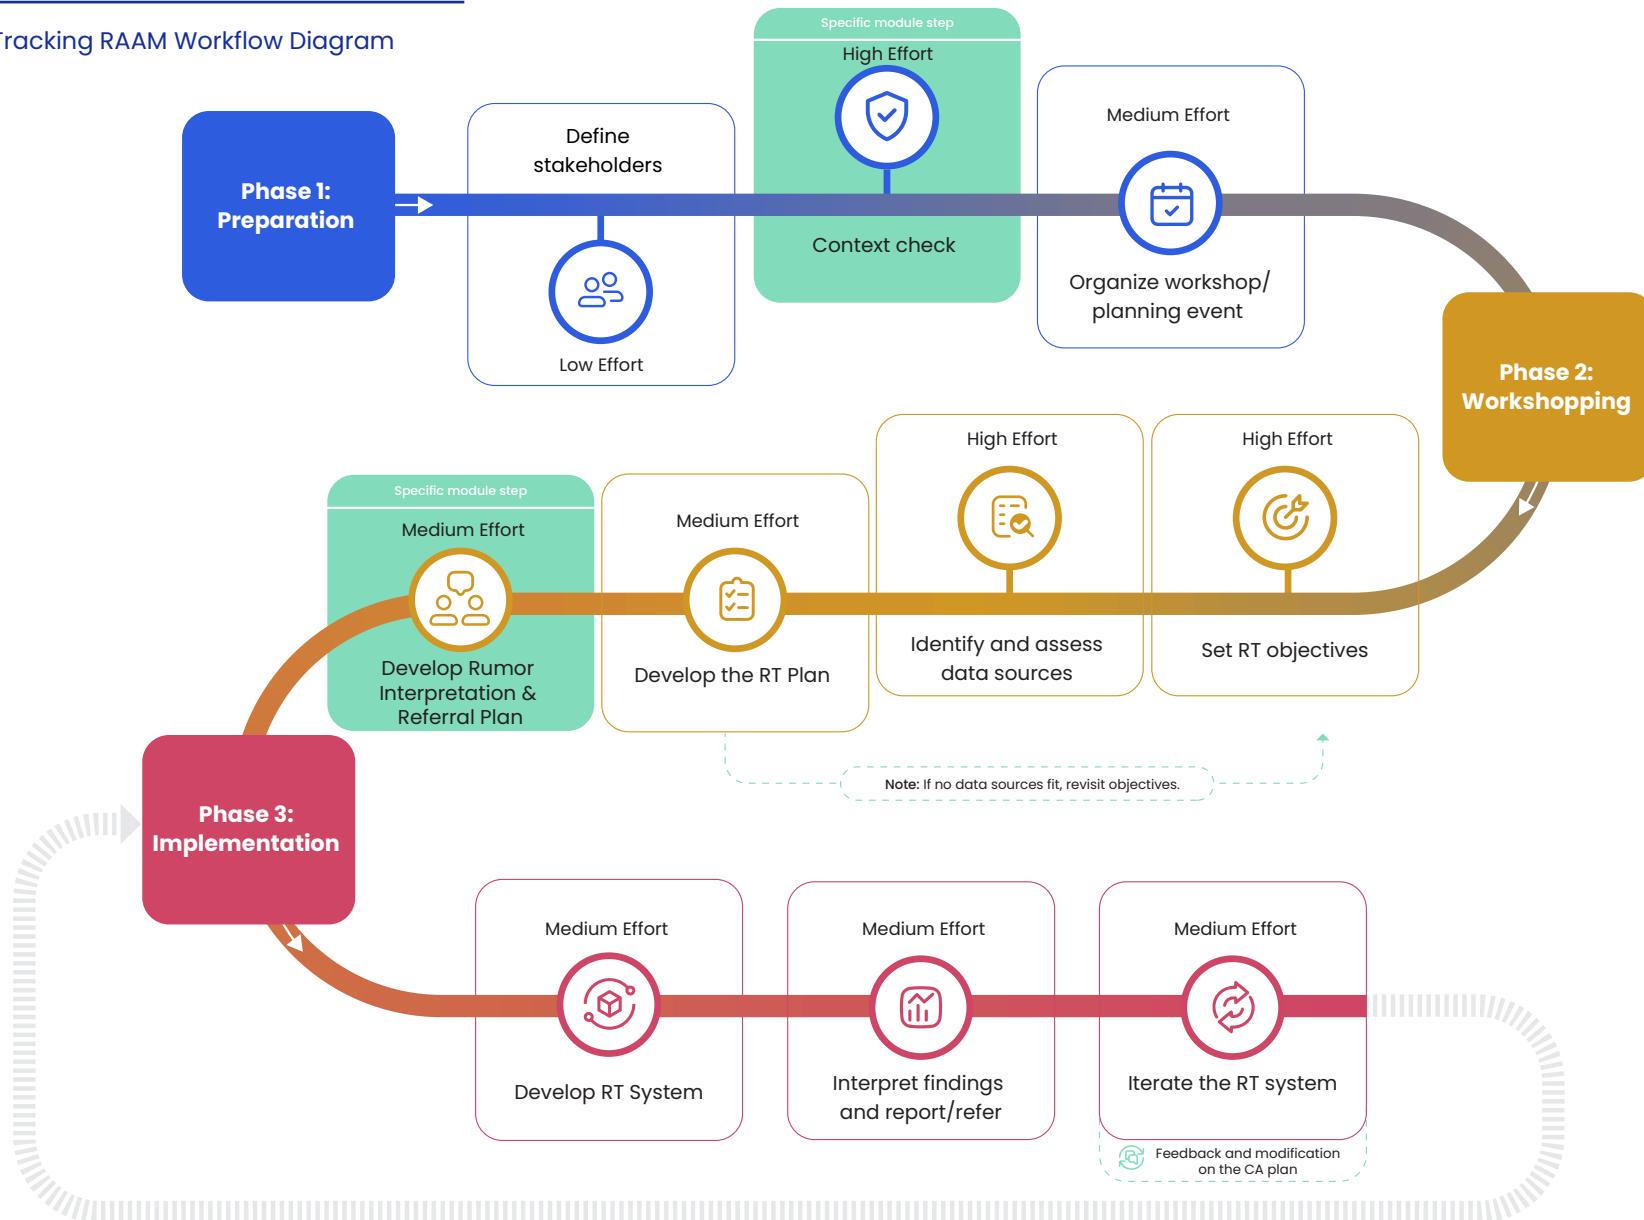 Tracking RAAM Workflow Diagram
Phase 1:
Preparation
Define
stakeholders
Low Effort
Specific module step
High Effort
Context check
Medium Effort
Organize workshop/
planning event
Phase 2:
Workshopping
High Effort
Set RT objectives
High Effort
Identify and assess
data sources
Medium Effort
Develop the RT Plan
Specific module step
Medium Effort
Develop Rumor
Interpretation &
Referral Plan
Note: If no data sources fit, revisit objectives.
Phase 3:
Implementation
Medium Effort
Develop RT System
Medium Effort
Interpret findings
and report/refer
Medium Effort
Iterate the RT system
Feedback and modification
on the CA plan